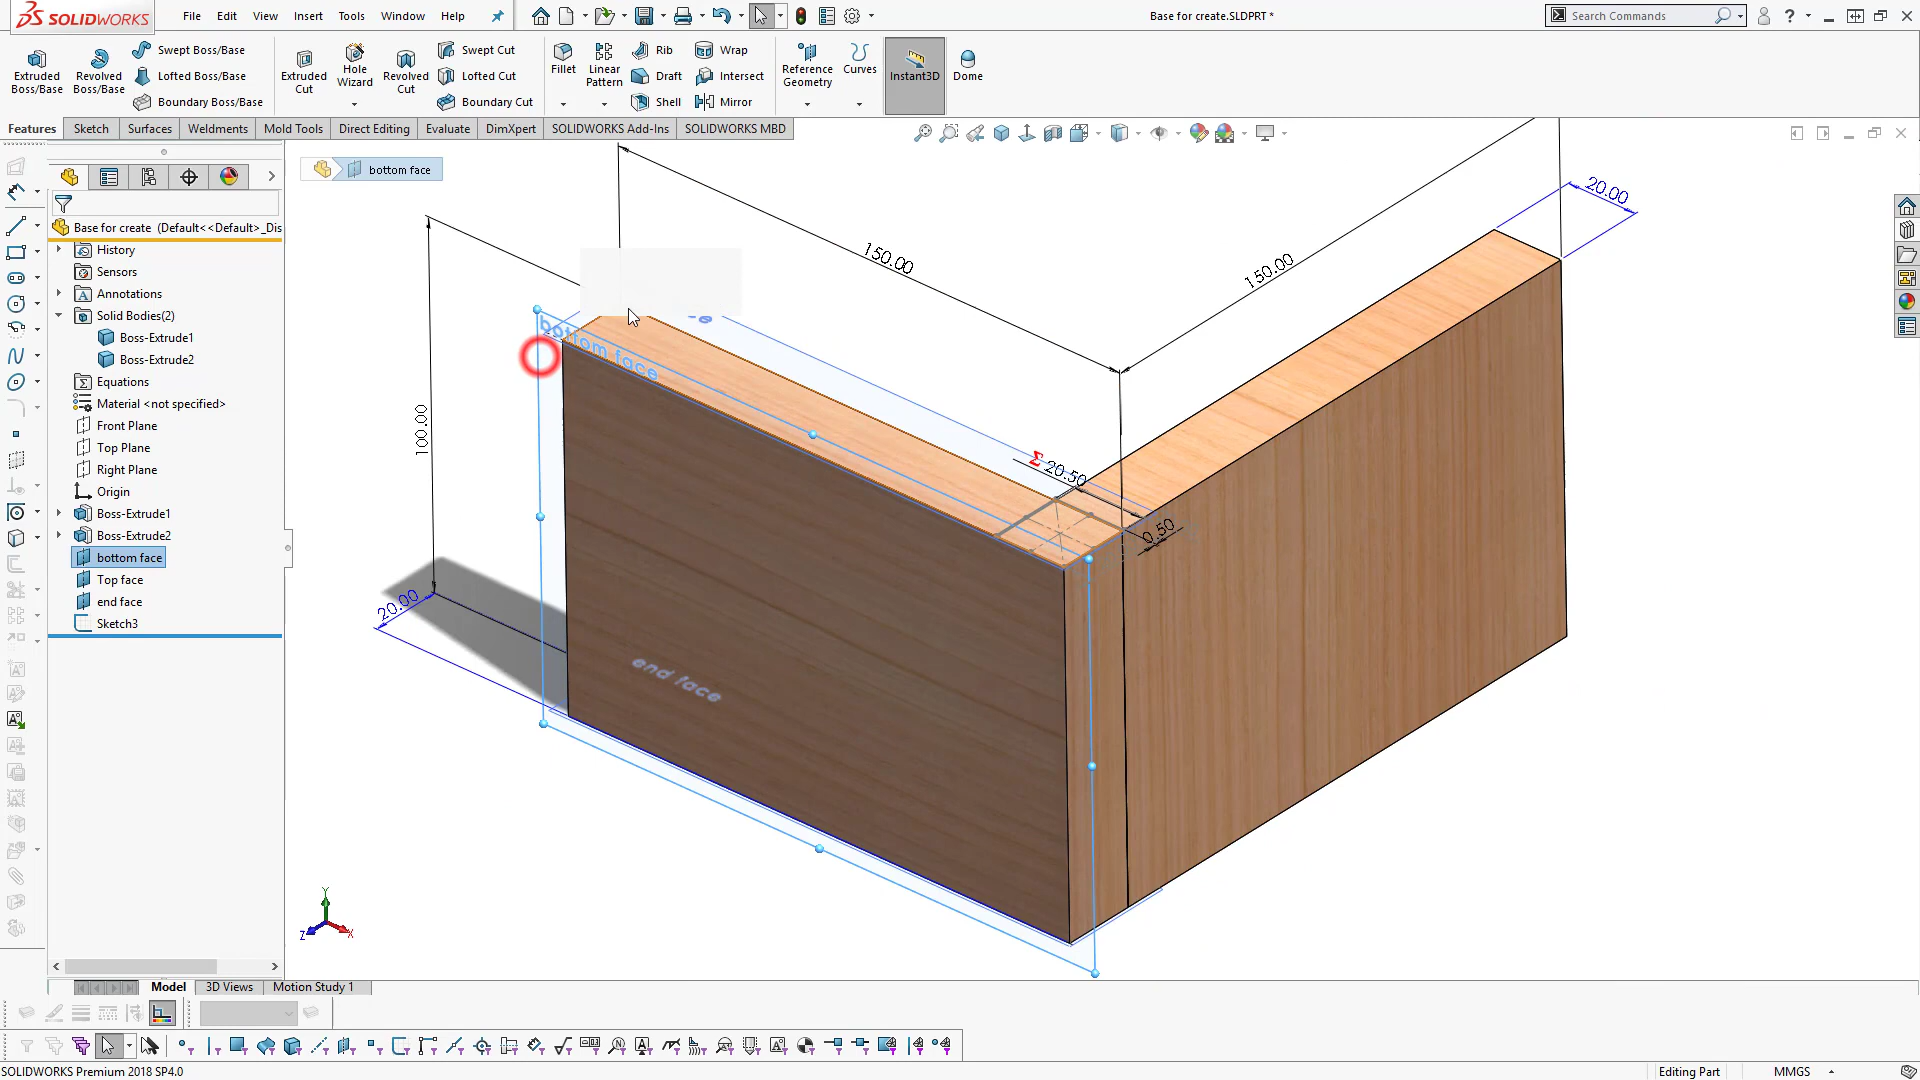 SOLIDWORKS
File Edit View Insert Tools Window Help
Base for create.SLDPRT *
Search Commands
Extruded Boss/Base
Revolved Boss/Base
Swept Boss/Base
Lofted Boss/Base
Boundary Boss/Base
Extruded Cut
Hole Wizard
Revolved Cut
Swept Cut
Lofted Cut
Boundary Cut
Fillet
Linear Pattern
Rib
Draft
Shell
Wrap
Intersect
Mirror
Reference Geometry
Curves
Instant3D
Dome
Features Sketch Surfaces Weldments Mold Tools Direct Editing Evaluate DimXpert SOLIDWORKS Add-Ins SOLIDWORKS MBD
bottom face
Base for create (Default<<Default>_Dis
History
Sensors
Annotations
Solid Bodies(2)
Boss-Extrude1
Boss-Extrude2
Equations
Material <not specified>
Front Plane
Top Plane
Right Plane
Origin
Boss-Extrude1
Boss-Extrude2
bottom face
Top face
end face
Sketch3
20.00
150.00
150.00
bottom face
100.00
Σ 20.50
0.50
20.00
end face
Y
Z
X
Model 3D Views Motion Study 1
SOLIDWORKS Premium 2018 SP4.0
Editing Part
MMGS